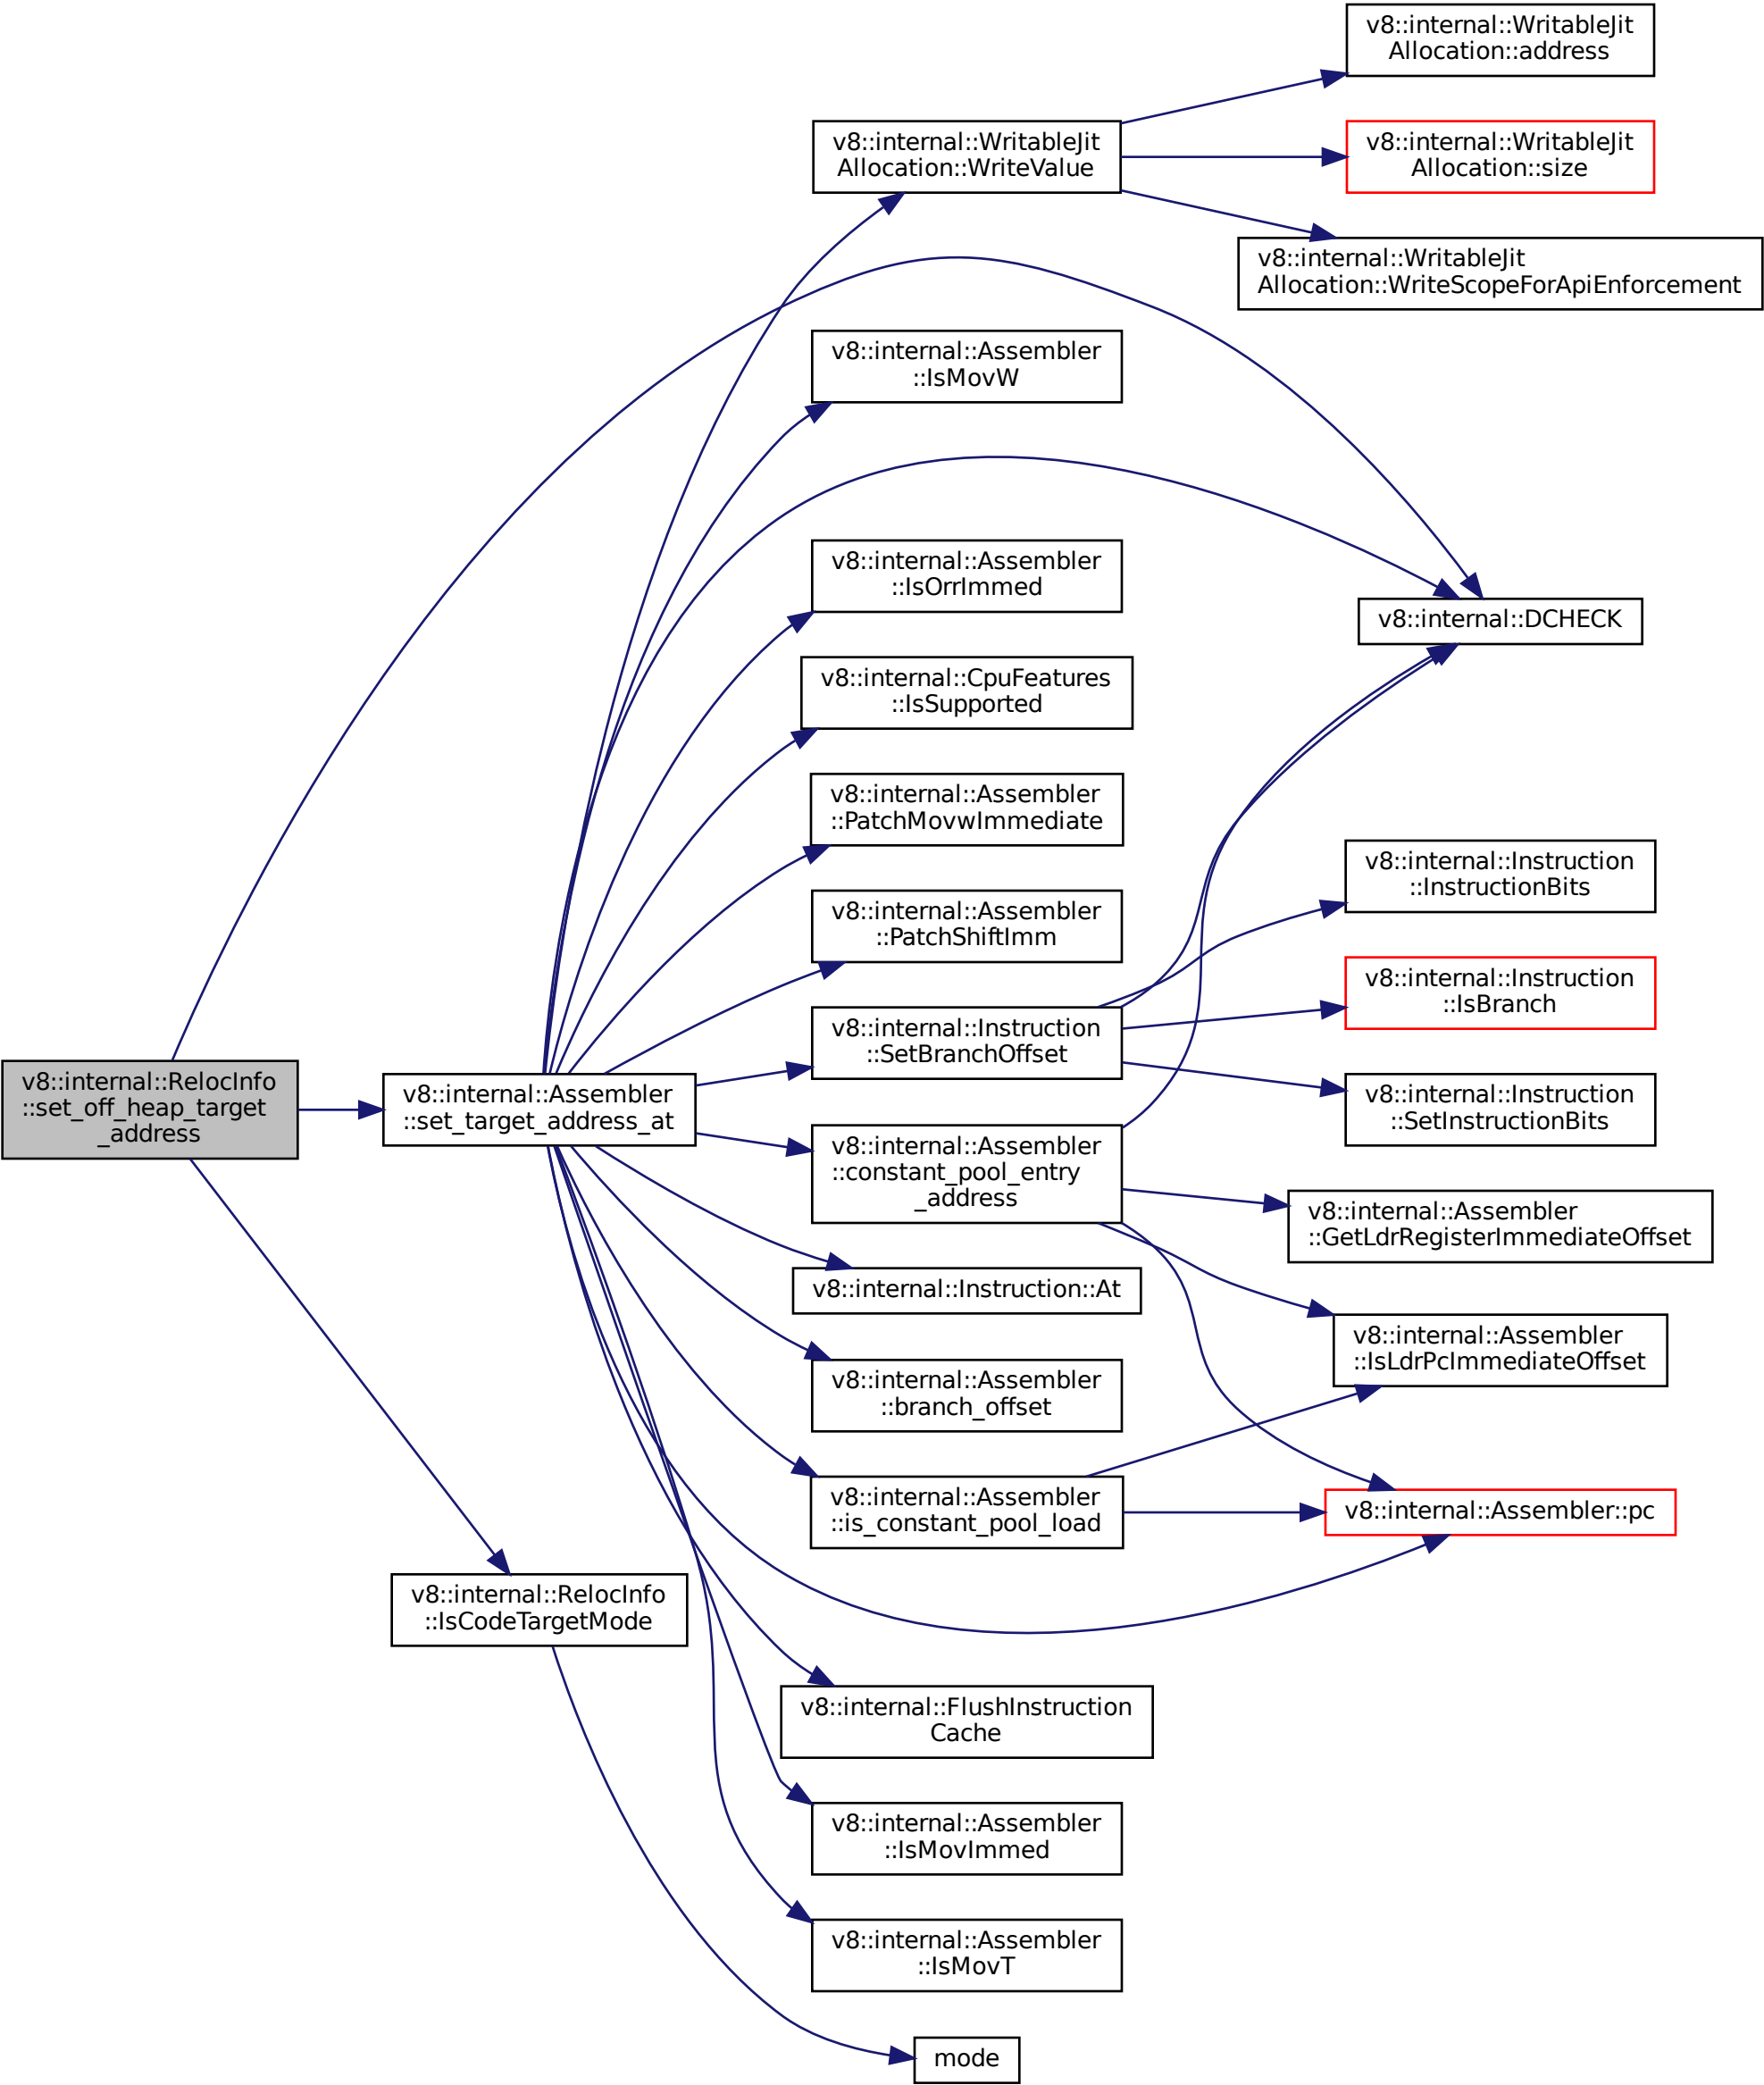 v8::internal::RelocInfo
::set_off_heap_target
_address
v8::internal::Assembler
::set_target_address_at
v8::internal::RelocInfo
::IsCodeTargetMode
v8::internal::WritableJit
Allocation::WriteValue
v8::internal::Assembler
::IsMovW
v8::internal::Assembler
::IsOrrImmed
v8::internal::CpuFeatures
::IsSupported
v8::internal::Assembler
::PatchMovwImmediate
v8::internal::Assembler
::PatchShiftImm
v8::internal::Instruction
::SetBranchOffset
v8::internal::Assembler
::constant_pool_entry
_address
v8::internal::Instruction::At
v8::internal::Assembler
::branch_offset
v8::internal::Assembler
::is_constant_pool_load
v8::internal::FlushInstruction
Cache
v8::internal::Assembler
::IsMovImmed
v8::internal::Assembler
::IsMovT
mode
v8::internal::WritableJit
Allocation::address
v8::internal::WritableJit
Allocation::size
v8::internal::WritableJit
Allocation::WriteScopeForApiEnforcement
v8::internal::DCHECK
v8::internal::Instruction
::InstructionBits
v8::internal::Instruction
::IsBranch
v8::internal::Instruction
::SetInstructionBits
v8::internal::Assembler
::GetLdrRegisterImmediateOffset
v8::internal::Assembler
::IsLdrPcImmediateOffset
v8::internal::Assembler::pc